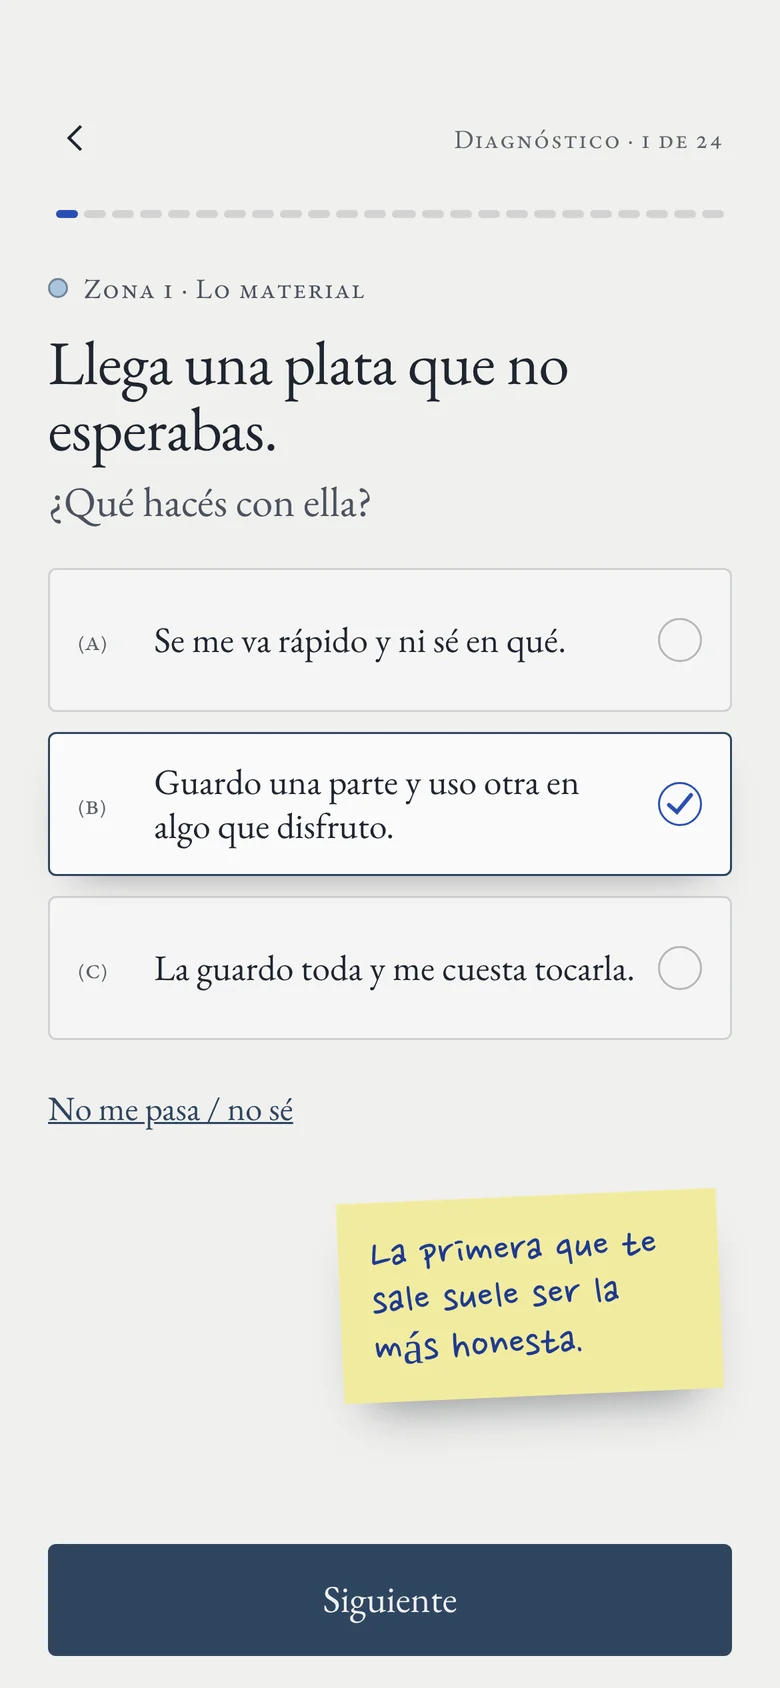 Diagnóstico · 1 de 24
Zona 1 · Lo material
Llega una plata que no
esperabas.
¿Qué hacés con ella?
(A) Se me va rápido y ni sé en qué.
(B) Guardo una parte y uso otra en
algo que disfruto.
(C) La guardo toda y me cuesta tocarla.
No me pasa / no sé
La primera que te
sale suele ser la
más honesta.
Siguiente